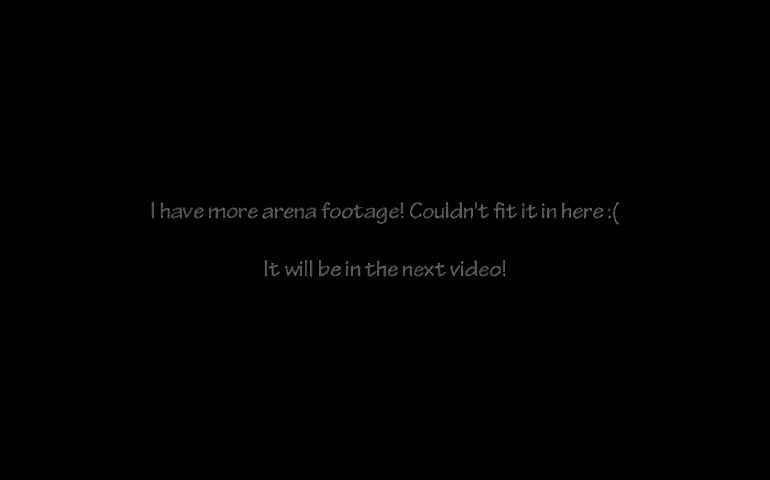 I have more arena footage! Couldn't fit it in here :(
It will be in the next video!